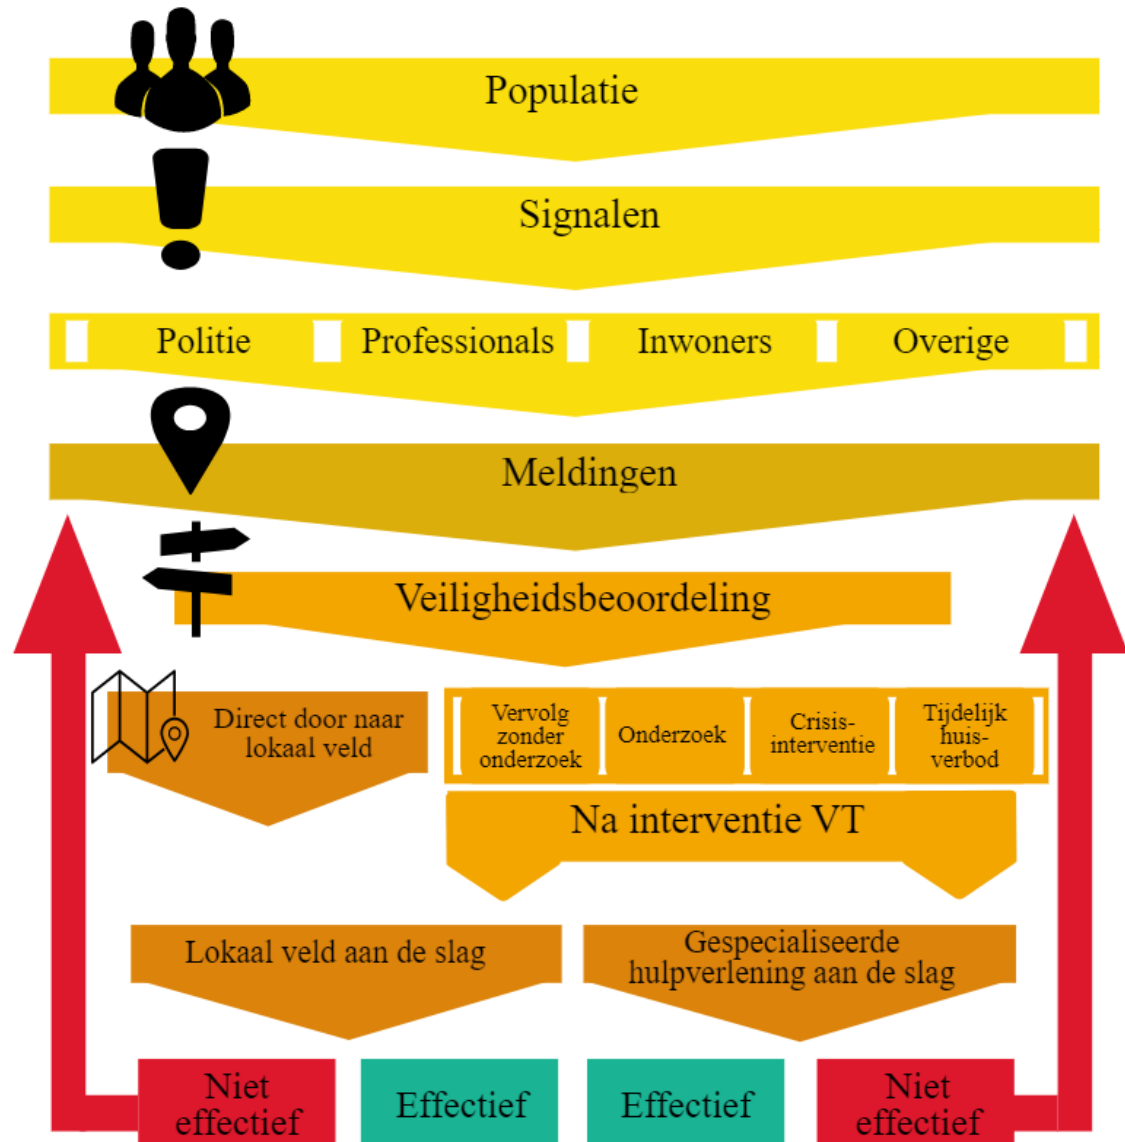 Populatie
Signalen
Politie
Professionals
Inwoners
Overige
Meldingen
Veiligheidsbeoordeling
Direct door naar
lokaal veld
Vervolg
zonder
onderzoek
Onderzoek
Crisis-
interventie
Tijdelijk
huis-
verbod
Na interventie VT
Lokaal veld aan de slag
Gespecialiseerde
hulpverlening aan de slag
Niet
effectief
Effectief
Effectief
Niet
effectief